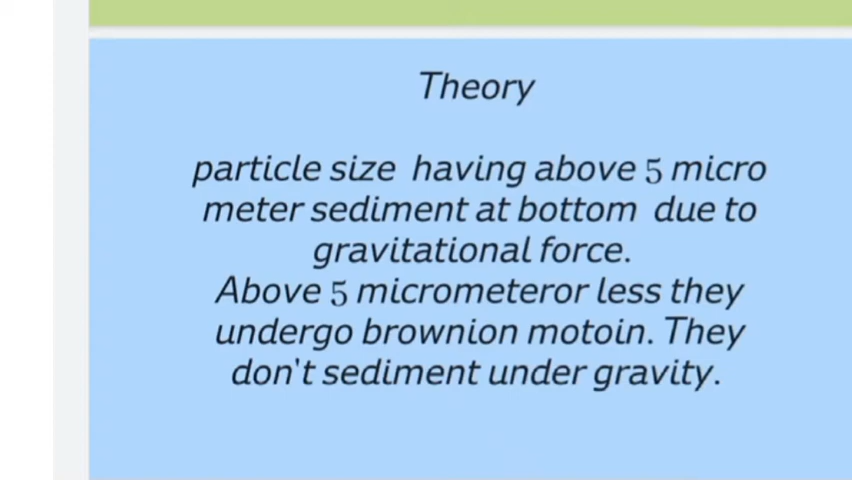 Theory
particle size having above 5 micro
meter sediment at bottom due to
gravitational force.
Above 5 micrometeror less they
undergo brownion motoin. They
don't sediment under gravity.